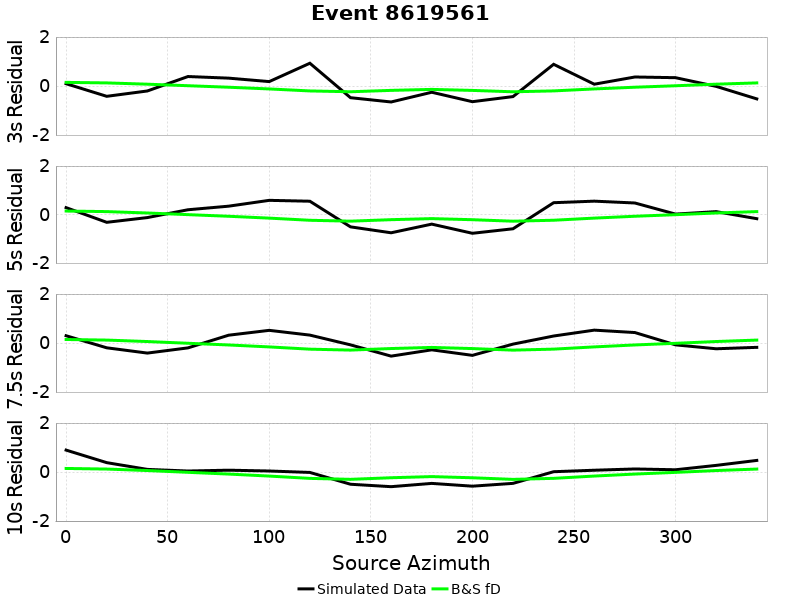 Event 8619561
3s Residual
2
0
-2
5s Residual
2
0
-2
7.5s Residual
2
0
-2
10s Residual
2
0
-2
0 50 100 150 200 250 300
Source Azimuth
Simulated Data B&S fD